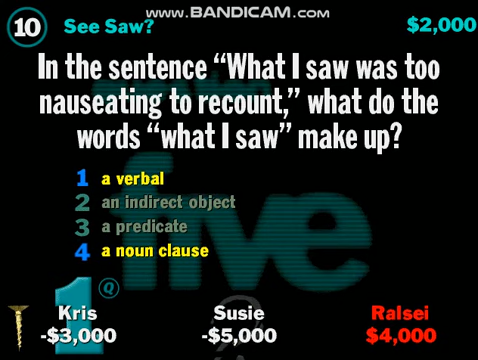 www.BANDICAM.com
10 See Saw? $2,000
In the sentence “What I saw was too
nauseating to recount,” what do the
words “what I saw” make up?
1 a verbal
2 an indirect object
3 a predicate
4 a noun clause
five
1 Q
Kris Susie Ralsei
-$3,000 -$5,000 $4,000